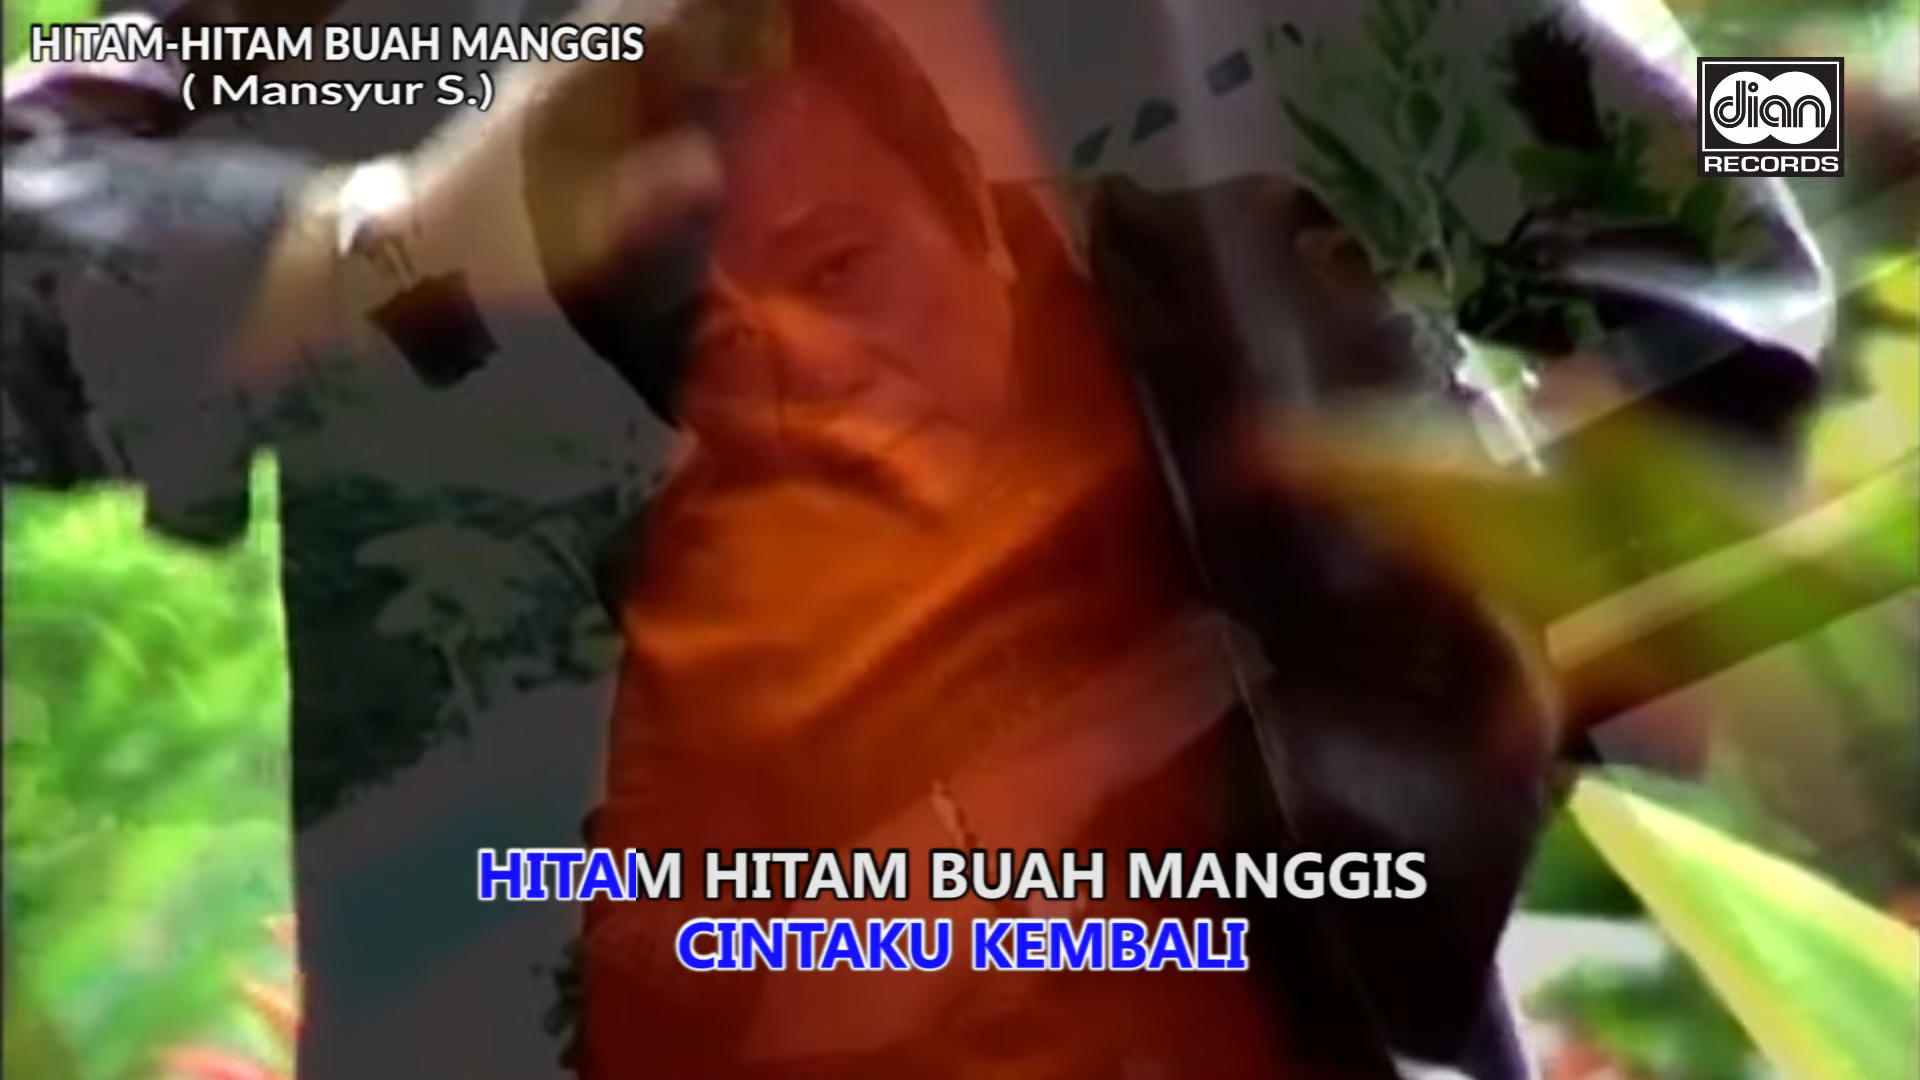 HITAM-HITAM BUAH MANGGIS
( Mansyur S.)
dian
RECORDS
HITAM HITAM BUAH MANGGIS
CINTAKU KEMBALI